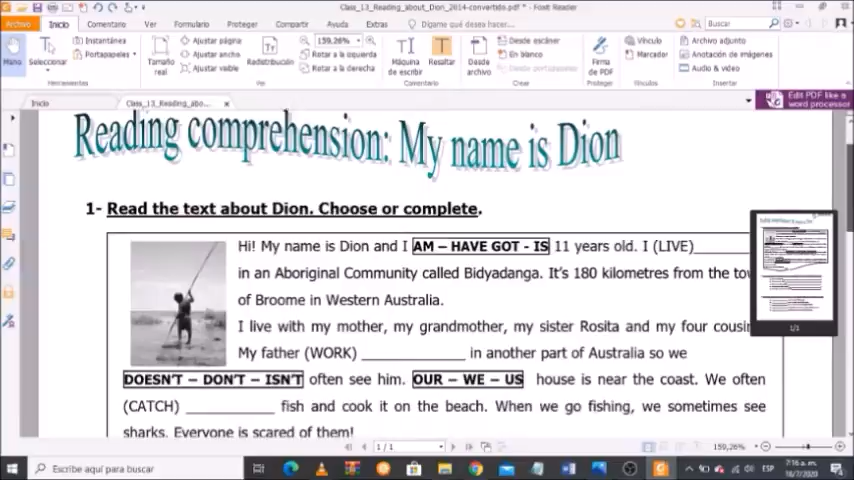 Class_13_Reading_about_Dion_2014-convertido.pdf * - Foxit Reader
Archivo Inicio Comentario Ver Formulario Proteger Compartir Ayuda Extras Dígame qué desea hacer... Buscar
Mano
Seleccionar
Instantánea
Portapapeles
Herramientas
Ajustar página
Ajustar ancho
Ajustar visible
Tamaño real
Redistribución
159,26%
Rotar a la izquierda
Rotar a la derecha
Ver
Máquina de escribir
Resaltar
Comentario
Desde archivo
Desde escáner
En blanco
Desde portapapeles
Crear
Firma de PDF
Proteger
Vínculo
Marcador
Vínculos
Archivo adjunto
Anotación de imágenes
Audio & vídeo
Insertar
Inicio Class_13_Reading_abo...
Edit PDF like a word processor
Reading comprehension: My name is Dion
1- Read the text about Dion. Choose or complete.
Hi! My name is Dion and I AM – HAVE GOT - IS 11 years old. I (LIVE)________
in an Aboriginal Community called Bidyadanga. It's 180 kilometres from the
of Broome in Western Australia.
I live with my mother, my grandmother, my sister Rosita and my four
My father (WORK) ______________ in another part of Australia so we
DOESN'T – DON'T – ISN'T often see him. OUR – WE – US house is near the coast. We often
(CATCH) ____________ fish and cook it on the beach. When we go fishing, we sometimes see
sharks. Everyone is scared of them!
1/1
1 / 1
159,26%
Escribe aquí para buscar
ESP
7:16 a.m.
16/7/2020